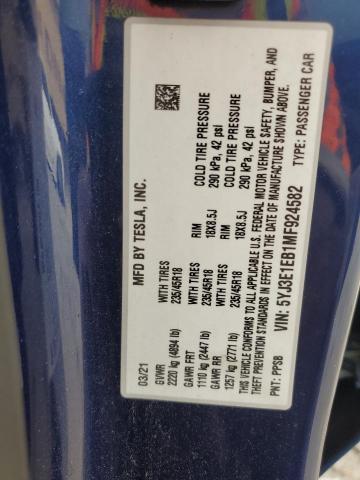 MFD BY TESLA, INC.
03/21
GVWR
2220 kg (4894 lb)
GAWR FRT WITH TIRES RIM COLD TIRE PRESSURE
1110 kg (2447 lb) 235/45R18 18X8.5J 290 kPa, 42 psi
GAWR RR WITH TIRES RIM COLD TIRE PRESSURE
1257 kg (2771 lb) 235/45R18 18X8.5J 290 kPa, 42 psi
THIS VEHICLE CONFORMS TO ALL APPLICABLE U.S. FEDERAL MOTOR VEHICLE SAFETY, BUMPER, AND
THEFT PREVENTION STANDARDS IN EFFECT ON THE DATE OF MANUFACTURE SHOWN ABOVE.
VIN: 5YJ3E1EB1MF924582
PNT: PPSB TYPE: PASSENGER CAR